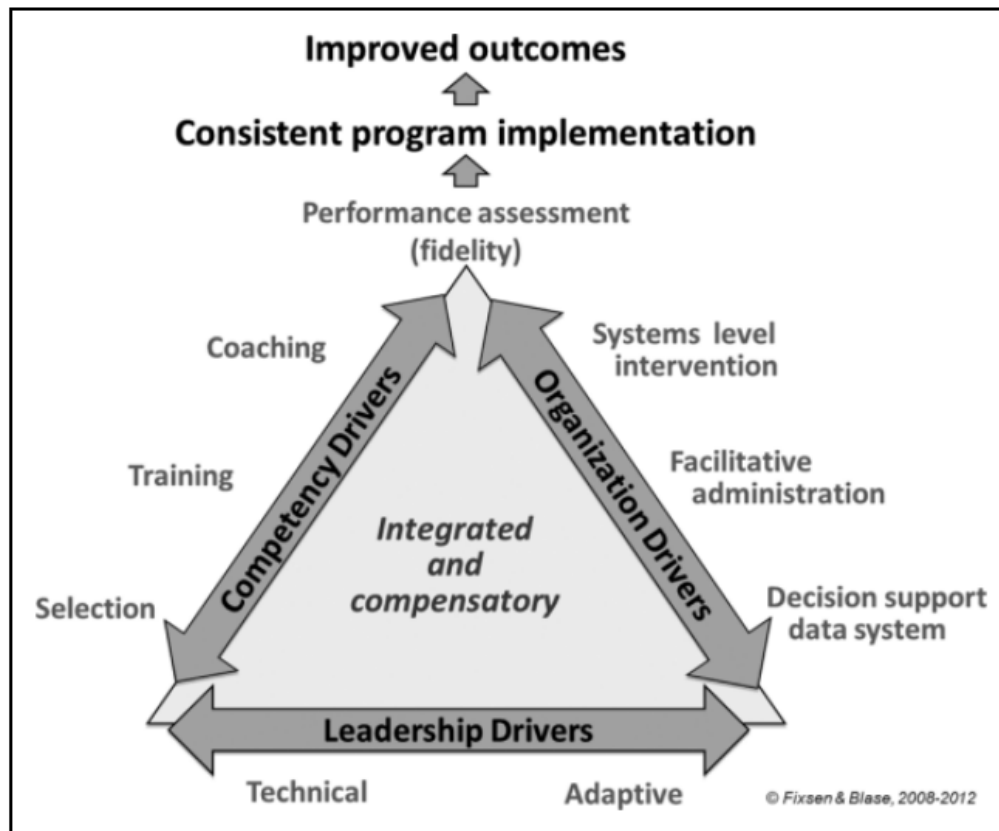 Improved outcomes
Consistent program implementation
Performance assessment
(fidelity)
Coaching
Systems level
intervention
Competency Drivers
Organization Drivers
Training
Facilitative
administration
Integrated
and
compensatory
Selection
Decision support
data system
Leadership Drivers
Technical
Adaptive
© Fixsen & Blase, 2008-2012